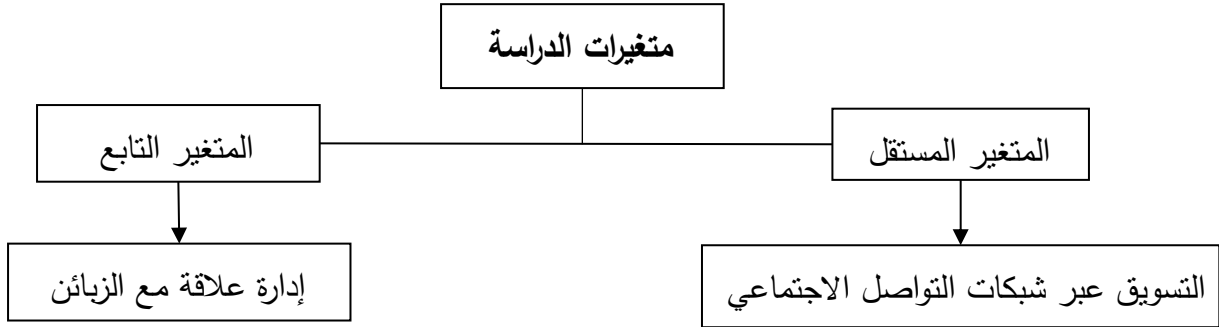 متغيرات الدراسة
المتغير المستقل
المتغير التابع
التسويق عبر شبكات التواصل الاجتماعي
إدارة علاقة مع الزبائن